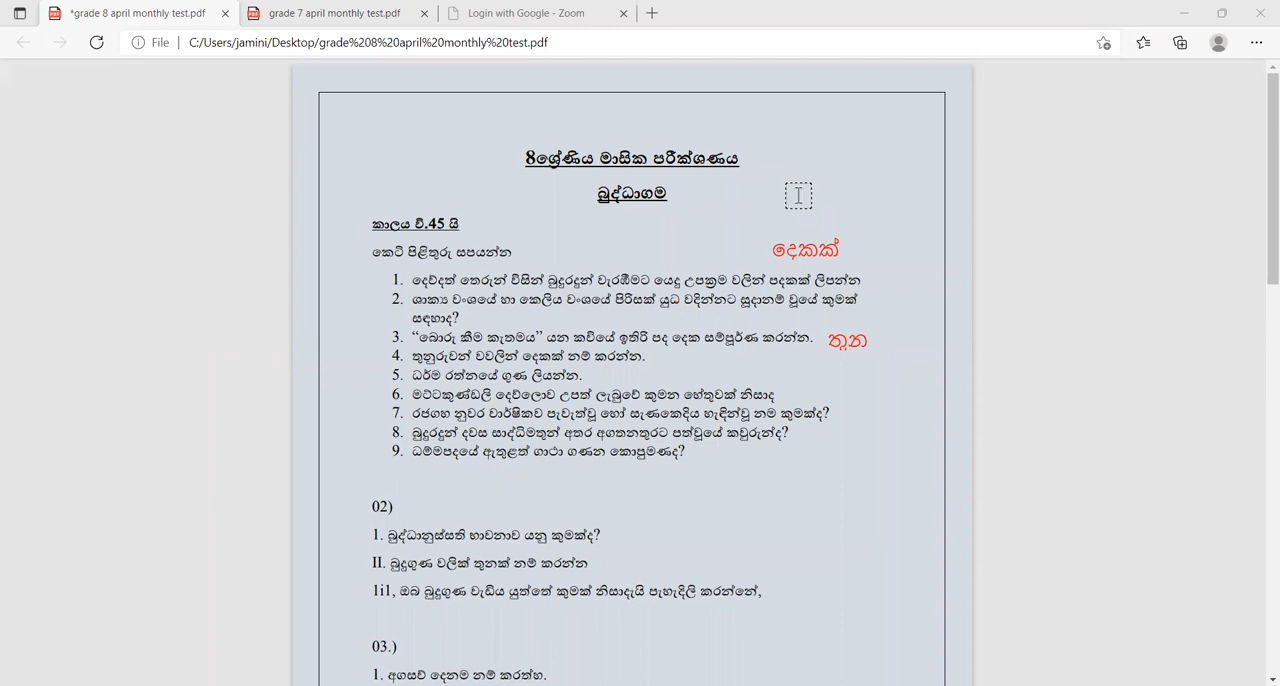 *grade 8 april monthly test.pdf
grade 7 april monthly test.pdf
Login with Google - Zoom
File
C:/Users/jamini/Desktop/grade%208%20april%20monthly%20test.pdf
8ශ්‍රේණිය මාසික පරීක්ශණය
බුද්ධාගම
කාලය වි.45 යි
කෙටි පිළිතුරු සපයන්න
දෙකක්
1. දෙව්දත් තෙරුන් විසින් බුදුරදුන් වැරඹීමට යෙදූ උපක්‍රම වලින් පදකක් ලිපන්න
2. ශාක්‍ය වංශයේ හා කෙලිය වංශයේ පිරිසක් යුධ වදින්නට සූදානම් වූයේ කුමක්
සඳහාද?
3. “බොරු කීම කැතමය” යන කවියේ ඉතිරි පද දෙක සම්පූර්ණ කරන්න. තුන
4. තුනුරුවන් වවලින් දෙකක් නම් කරන්න.
5. ධර්ම රත්නයේ ගුණ ලියන්න.
6. මට්ටකුණ්ඩලි දෙව්ලොව උපත් ලැබුවේ කුමන හේතුවක් නිසාද
7. රජගහ නුවර වාර්ෂිකව පැවැත්වූ හෝ සැණකෙළිය හැඳින්වූ නම කුමක්ද?
8. බුදුරදුන් දවස සාද්ධිමතුන් අතර අගතනතුරට පත්වූයේ කවුරුන්ද?
9. ධම්මපදයේ ඇතුළත් ගාථා ගණන කොපුමණද?
02)
1. බුද්ධානුස්සති භාවනාව යනු කුමක්ද?
II. බුදුගුණ වලික් තුනක් නම් කරන්න
1i1, ඔබ බුදුගුණ වැඩිය යුත්තේ කුමක් නිසාදැයි පැහැදිලි කරන්නේ,
03.)
1. අගසව් දෙනම නම් කරත්හ.